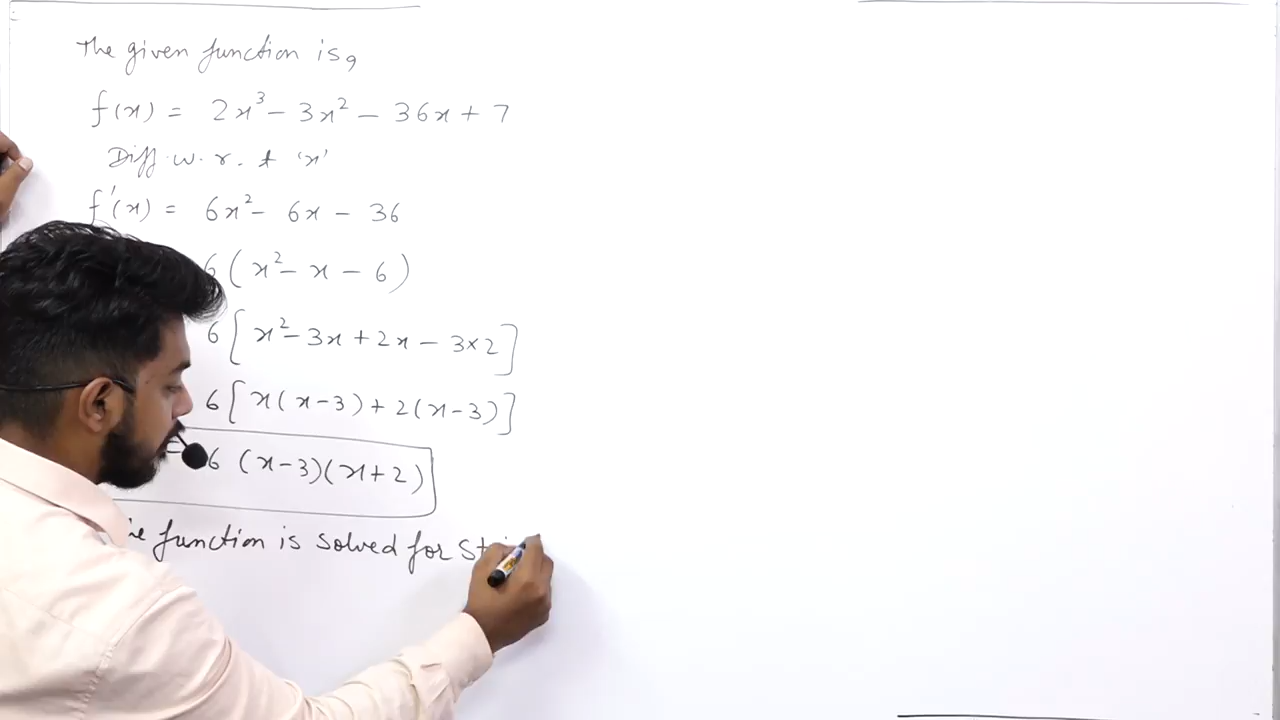 The given function is,
f(x) = 2x³ - 3x² - 36x + 7
Diff. w. r. t 'x'
f'(x) = 6x² - 6x - 36
6(x² - x - 6)
6[x² - 3x + 2x - 3×2]
6[x(x-3) + 2(x-3)]
= 6 (x-3)(x+2)
function is solved for